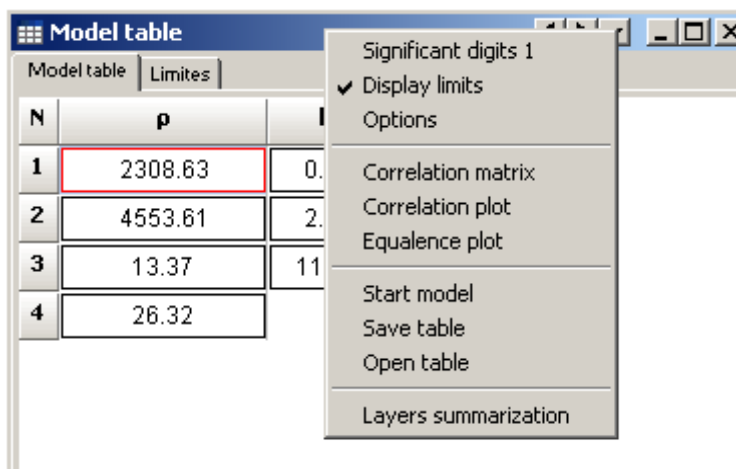 Model table
Model table Limites
N ρ
1 2308.63 0.
2 4553.61 2.
3 13.37 11
4 26.32
Significant digits 1
Display limits
Options
Correlation matrix
Correlation plot
Equalence plot
Start model
Save table
Open table
Layers summarization